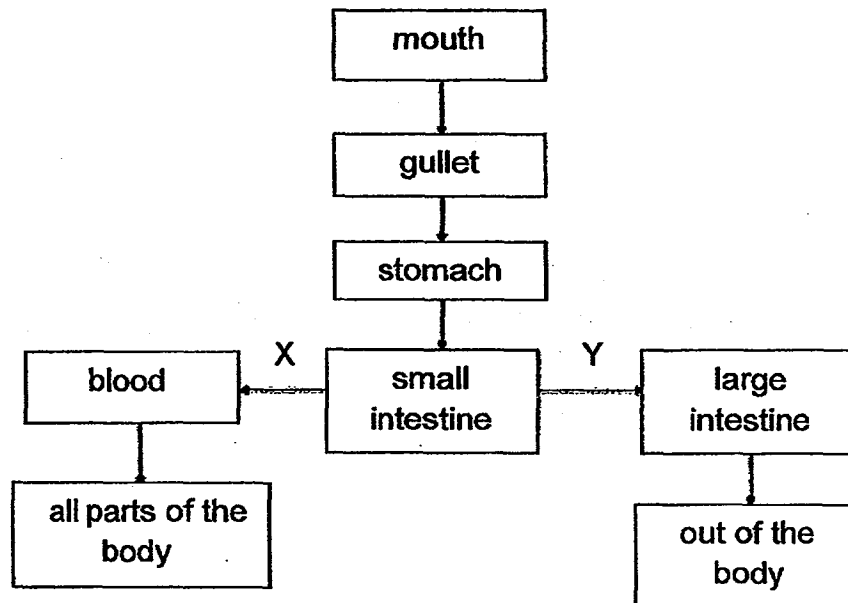 mouth
gullet
stomach
X
Y
blood
small
intestine
large
intestine
all parts of the
body
out of the
body